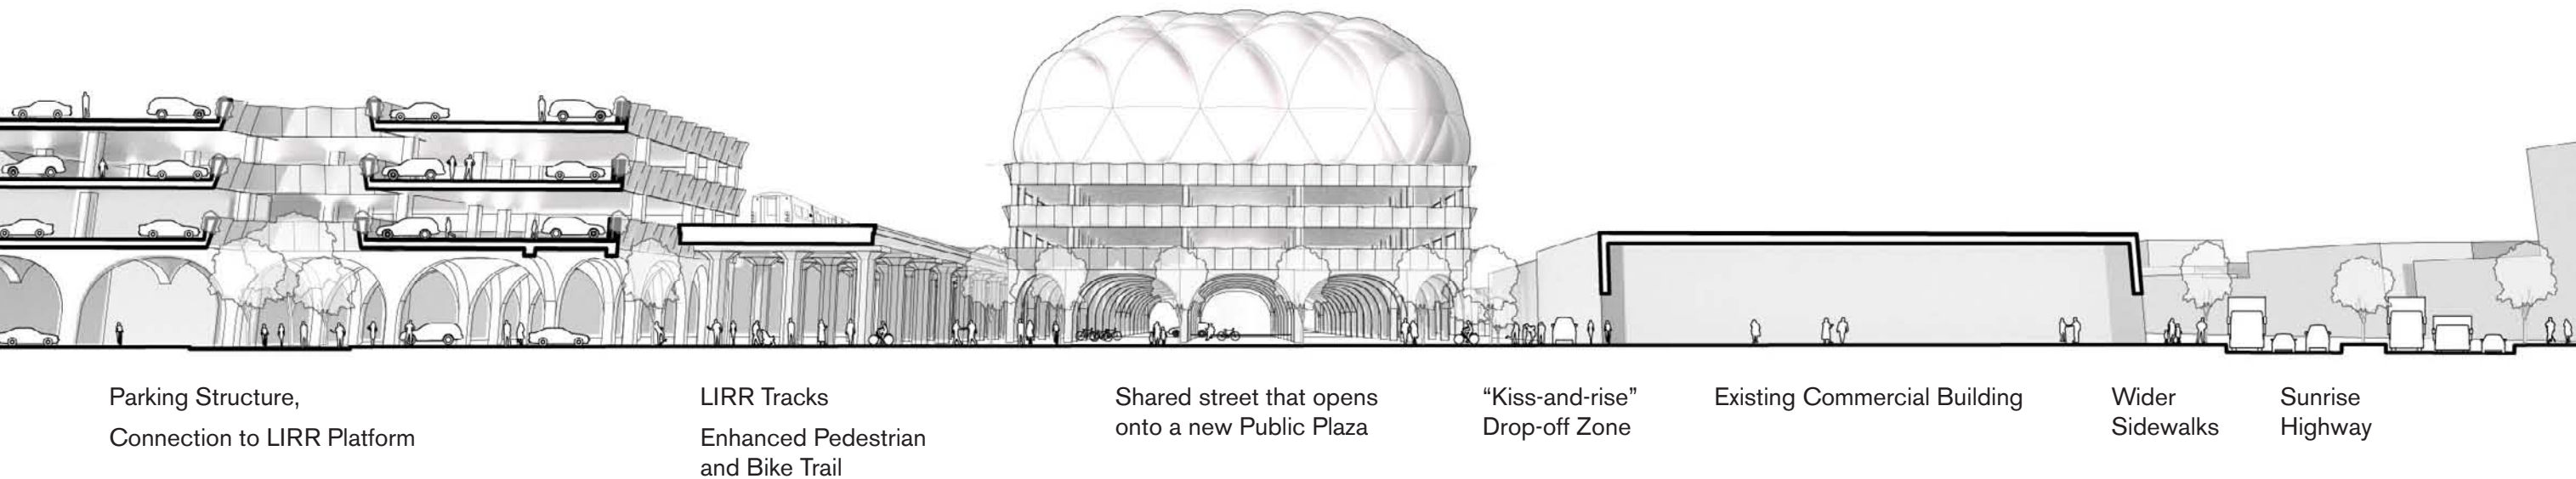 Parking Structure,
Connection to LIRR Platform
LIRR Tracks
Enhanced Pedestrian
and Bike Trail
Shared street that opens
onto a new Public Plaza
“Kiss-and-rise”
Drop-off Zone
Existing Commercial Building
Wider
Sidewalks
Sunrise
Highway